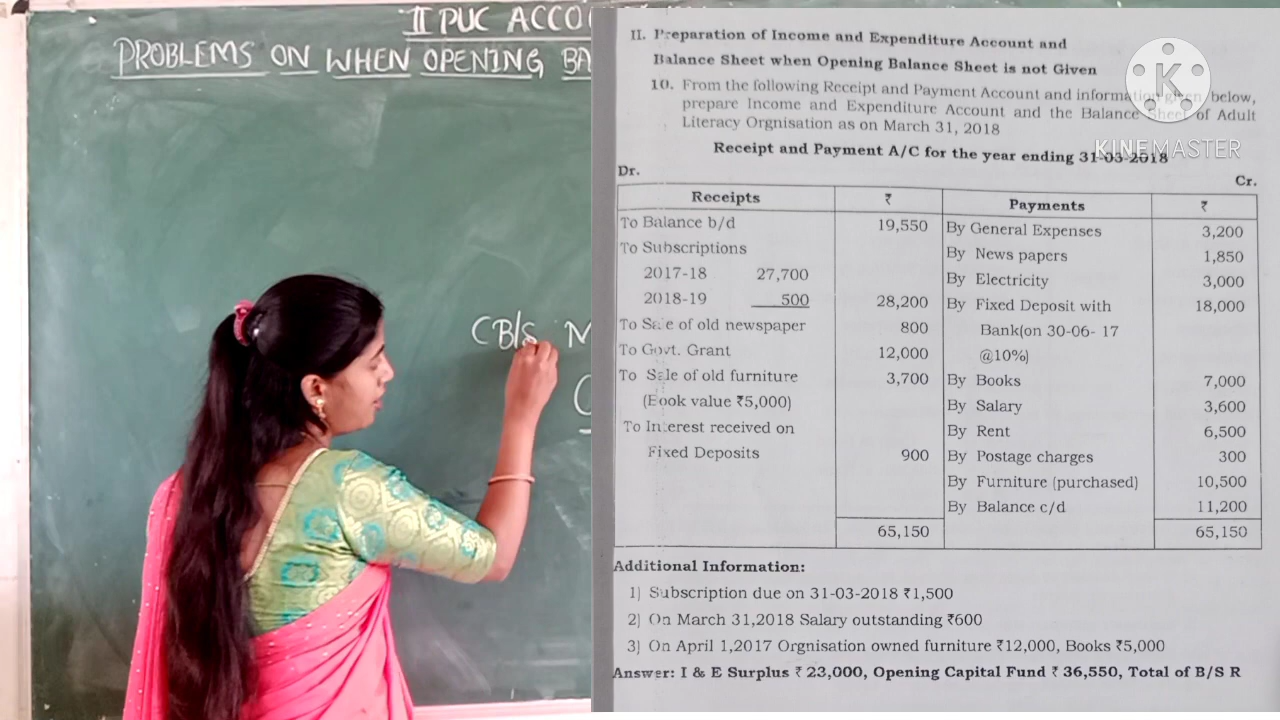 II PUC ACCO
PROBLEMS ON WHEN OPENING BA
CB/S
II. Preparation of Income and Expenditure Account and
Balance Sheet when Opening Balance Sheet is not Given
10. From the following Receipt and Payment Account and information given below,
prepare Income and Expenditure Account and the Balance Sheet of Adult
Literacy Orgnisation as on March 31, 2018
K
KINEMASTER
Receipt and Payment A/C for the year ending 31-03-2018
Dr. Cr.
Receipts ₹ Payments ₹
To Balance b/d 19,550 By General Expenses 3,200
To Subscriptions By News papers 1,850
2017-18 27,700 By Electricity 3,000
2018-19 500 28,200 By Fixed Deposit with 18,000
To Sale of old newspaper 800 Bank(on 30-06- 17
To Govt. Grant 12,000 @10%)
To Sale of old furniture 3,700 By Books 7,000
(Book value ₹5,000) By Salary 3,600
To Interest received on By Rent 6,500
Fixed Deposits 900 By Postage charges 300
By Furniture (purchased) 10,500
By Balance c/d 11,200
65,150 65,150
Additional Information:
1) Subscription due on 31-03-2018 ₹1,500
2) On March 31,2018 Salary outstanding ₹600
3) On April 1,2017 Orgnisation owned furniture ₹12,000, Books ₹5,000
Answer: I & E Surplus ₹ 23,000, Opening Capital Fund ₹ 36,550, Total of B/S R